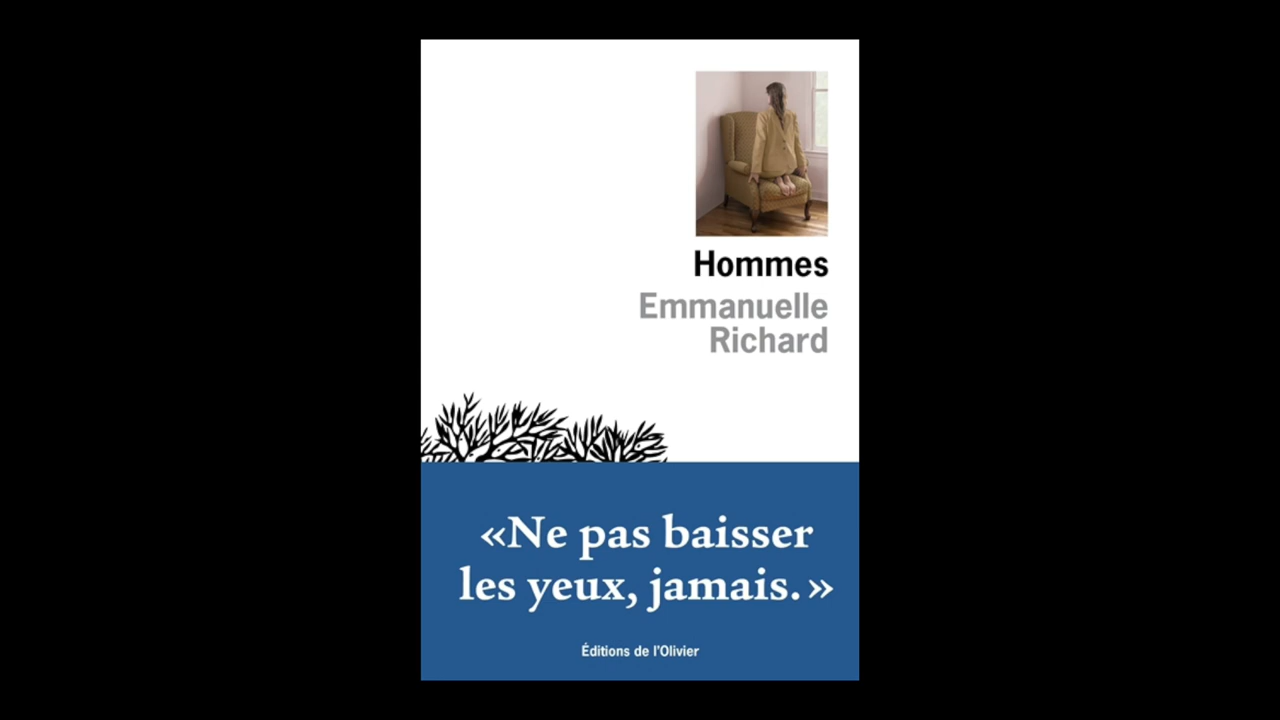 Hommes
Emmanuelle
Richard
«Ne pas baisser
les yeux, jamais.»
Éditions de l'Olivier